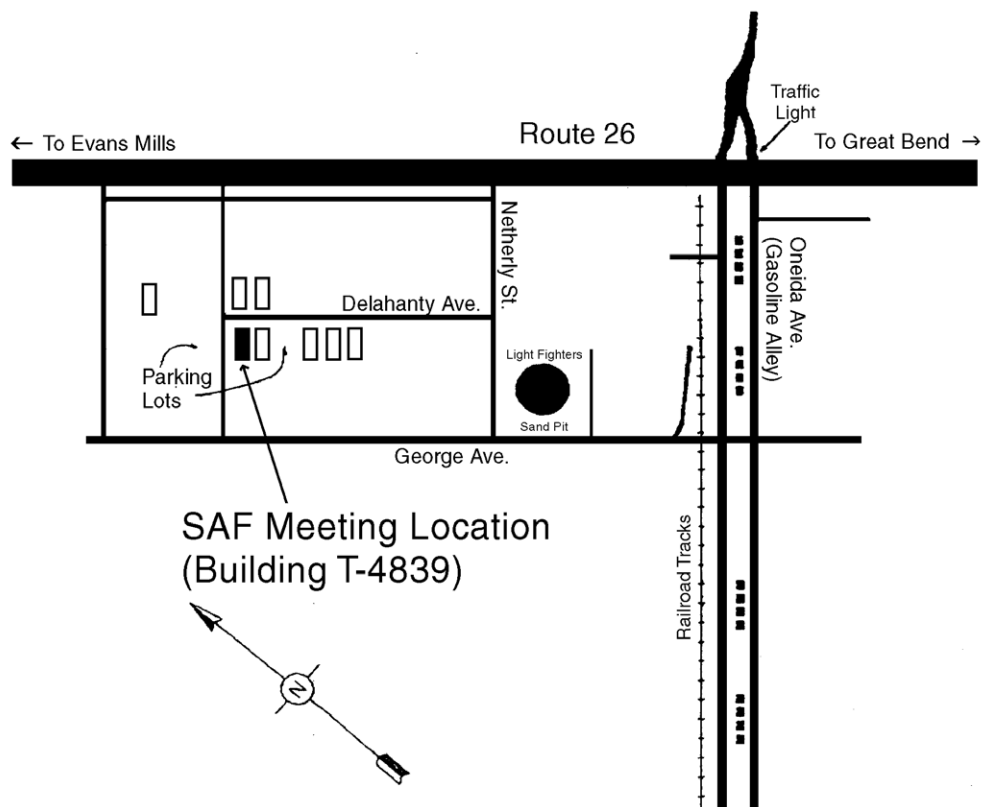 Traffic
Light
Route 26
← To Evans Mills
To Great Bend →
Netherly St.
Oneida Ave.
(Gasoline Alley)
Delahanty Ave.
Light Fighters
Parking
Lots
Sand Pit
George Ave.
SAF Meeting Location
(Building T-4839)
Railroad Tracks
N